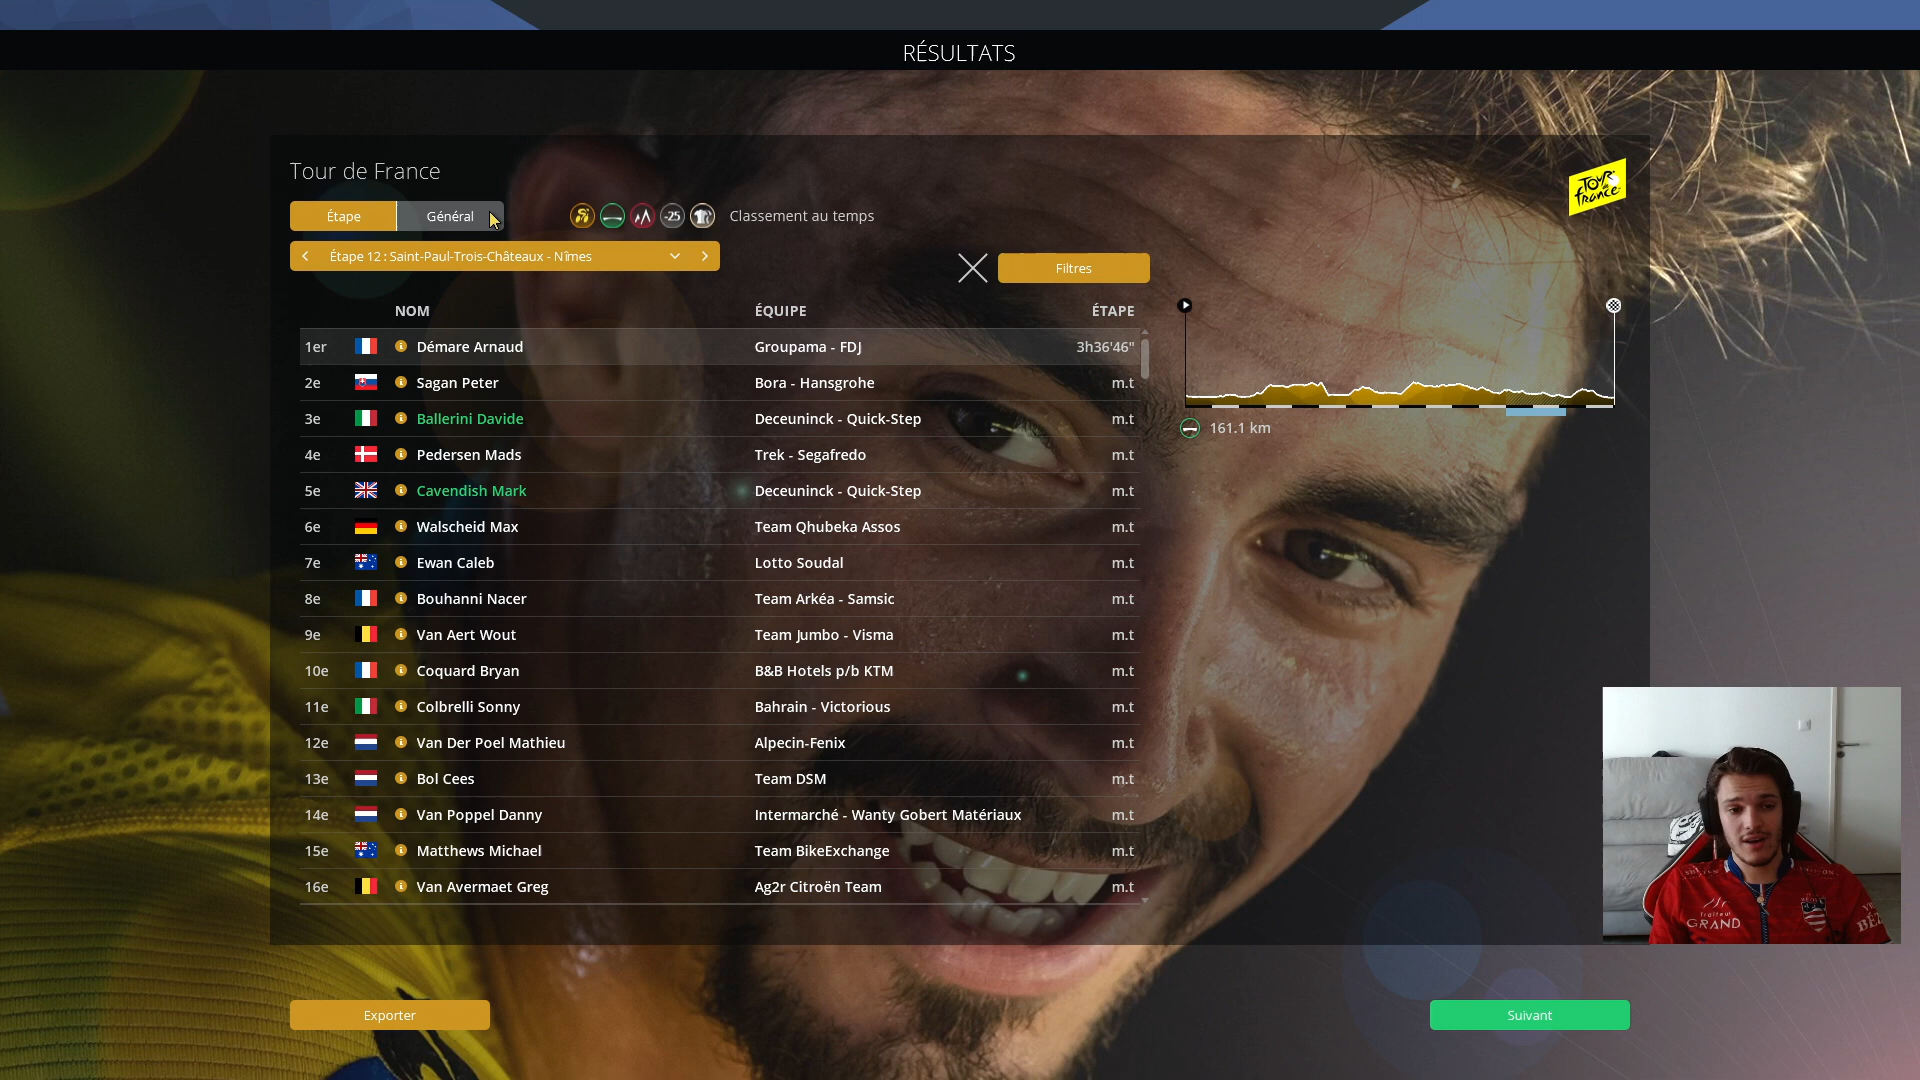 RÉSULTATS
Tour de France
TOUR
de
france
Étape Général -25 Classement au temps
Étape 12 : Saint-Paul-Trois-Châteaux - Nîmes
Filtres
NOM ÉQUIPE ÉTAPE
1er Démare Arnaud Groupama - FDJ 3h36'46"
2e Sagan Peter Bora - Hansgrohe m.t
3e Ballerini Davide Deceuninck - Quick-Step m.t
4e Pedersen Mads Trek - Segafredo m.t
5e Cavendish Mark Deceuninck - Quick-Step m.t
6e Walscheid Max Team Qhubeka Assos m.t
7e Ewan Caleb Lotto Soudal m.t
8e Bouhanni Nacer Team Arkéa - Samsic m.t
9e Van Aert Wout Team Jumbo - Visma m.t
10e Coquard Bryan B&B Hotels p/b KTM m.t
11e Colbrelli Sonny Bahrain - Victorious m.t
12e Van Der Poel Mathieu Alpecin-Fenix m.t
13e Bol Cees Team DSM m.t
14e Van Poppel Danny Intermarché - Wanty Gobert Matériaux m.t
15e Matthews Michael Team BikeExchange m.t
16e Van Avermaet Greg Ag2r Citroën Team m.t
161.1 km
Traiteur
GRAND
Exporter
Suivant